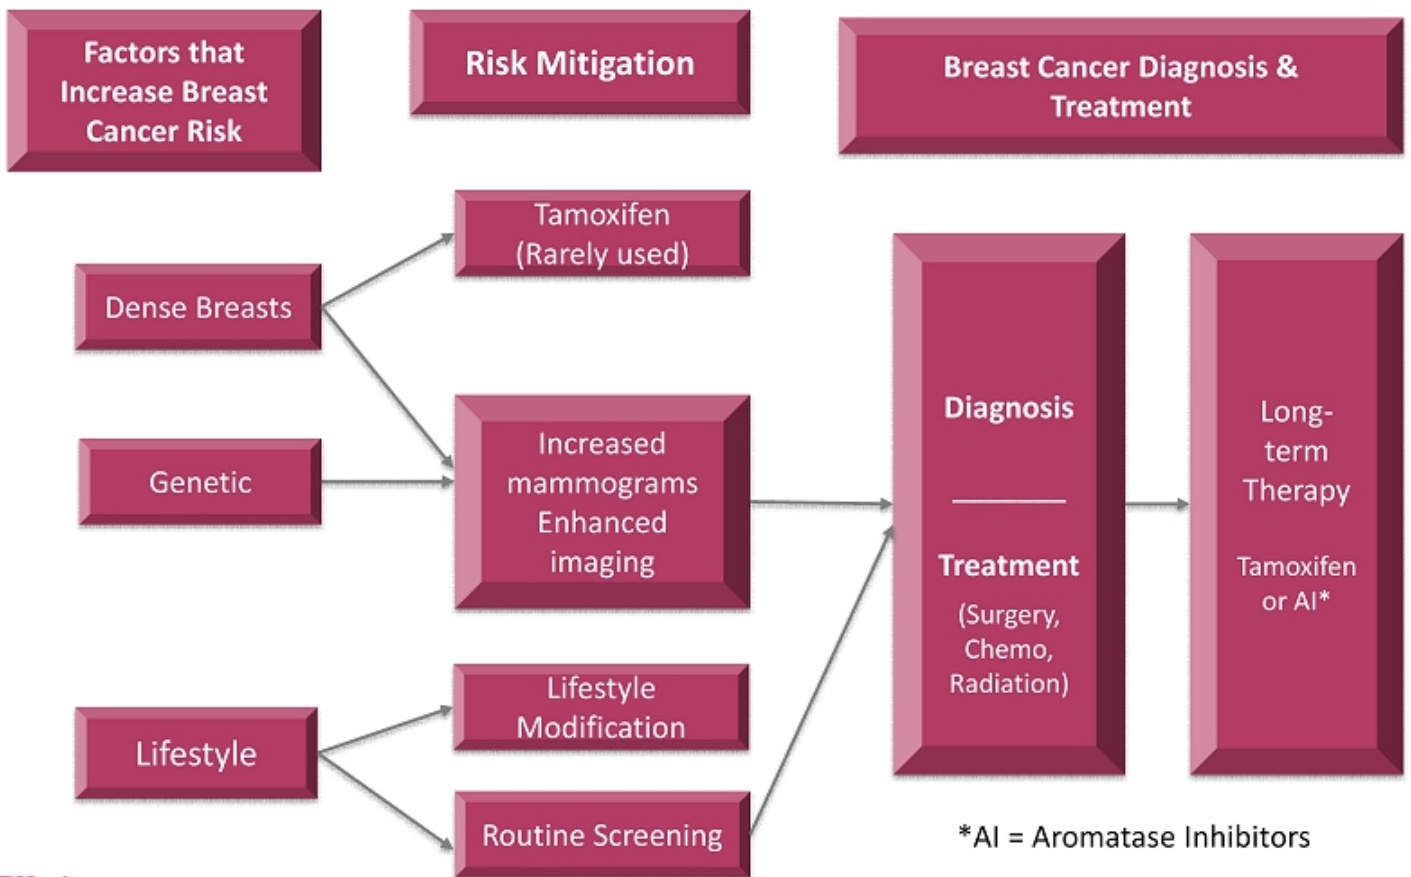 Factors that
Increase Breast
Cancer Risk
Risk Mitigation
Breast Cancer Diagnosis &
Treatment
Dense Breasts
Genetic
Lifestyle
Tamoxifen
(Rarely used)
Increased
mammograms
Enhanced
imaging
Lifestyle
Modification
Routine Screening
Diagnosis
Treatment
(Surgery,
Chemo,
Radiation)
Long-
term
Therapy
Tamoxifen
or AI*
*AI = Aromatase Inhibitors